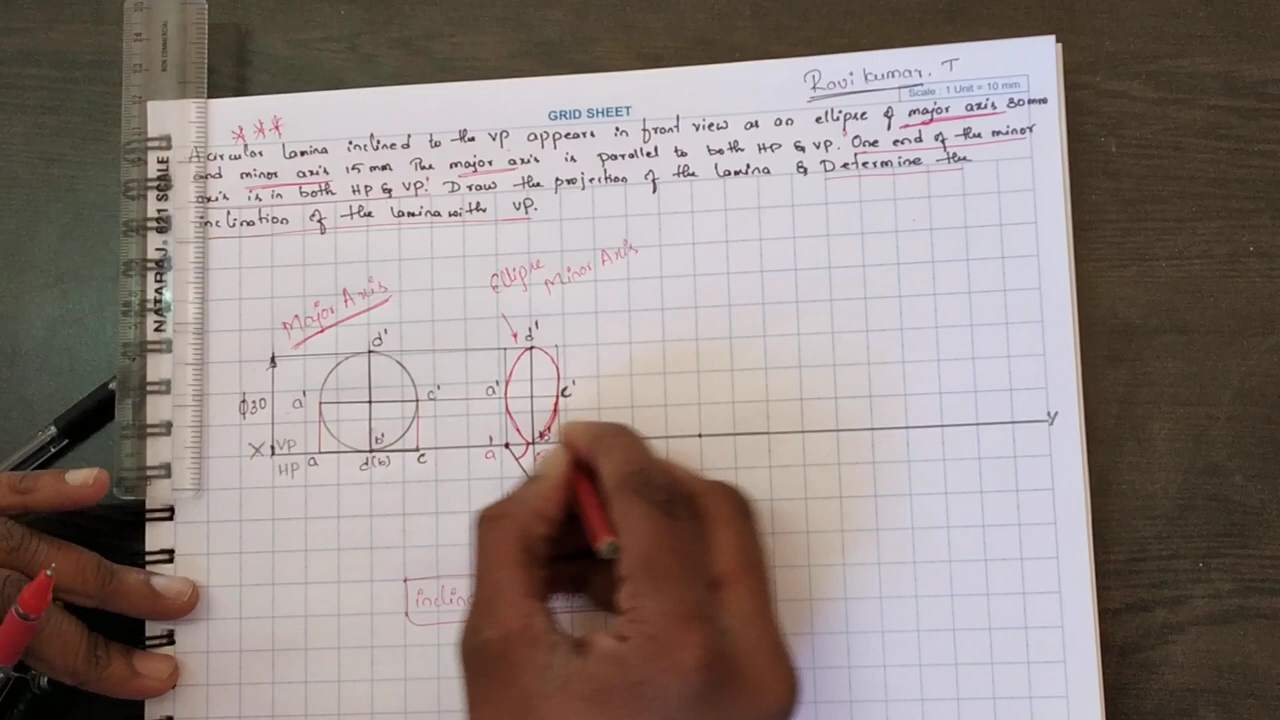 Ravi kumar. T
Scale : 1 Unit = 10 mm
GRID SHEET
***
A circular lamina inclined to the VP appears in front view as an ellipse of major axis 30mm
and minor axis 15 mm The major axis is parallel to both HP & VP. One end of the minor
axis is in both HP & VP. Draw the projection of the lamina & Determine the
inclination of the lamina with VP.
NATARAJ. 621 SCALE
NON COMMERCIAL
Major Axis
Ellipse
Minor Axis
d' d'
ϕ30 a' c' a' c'
X VP b' b' Y
HP a d(b) c a'